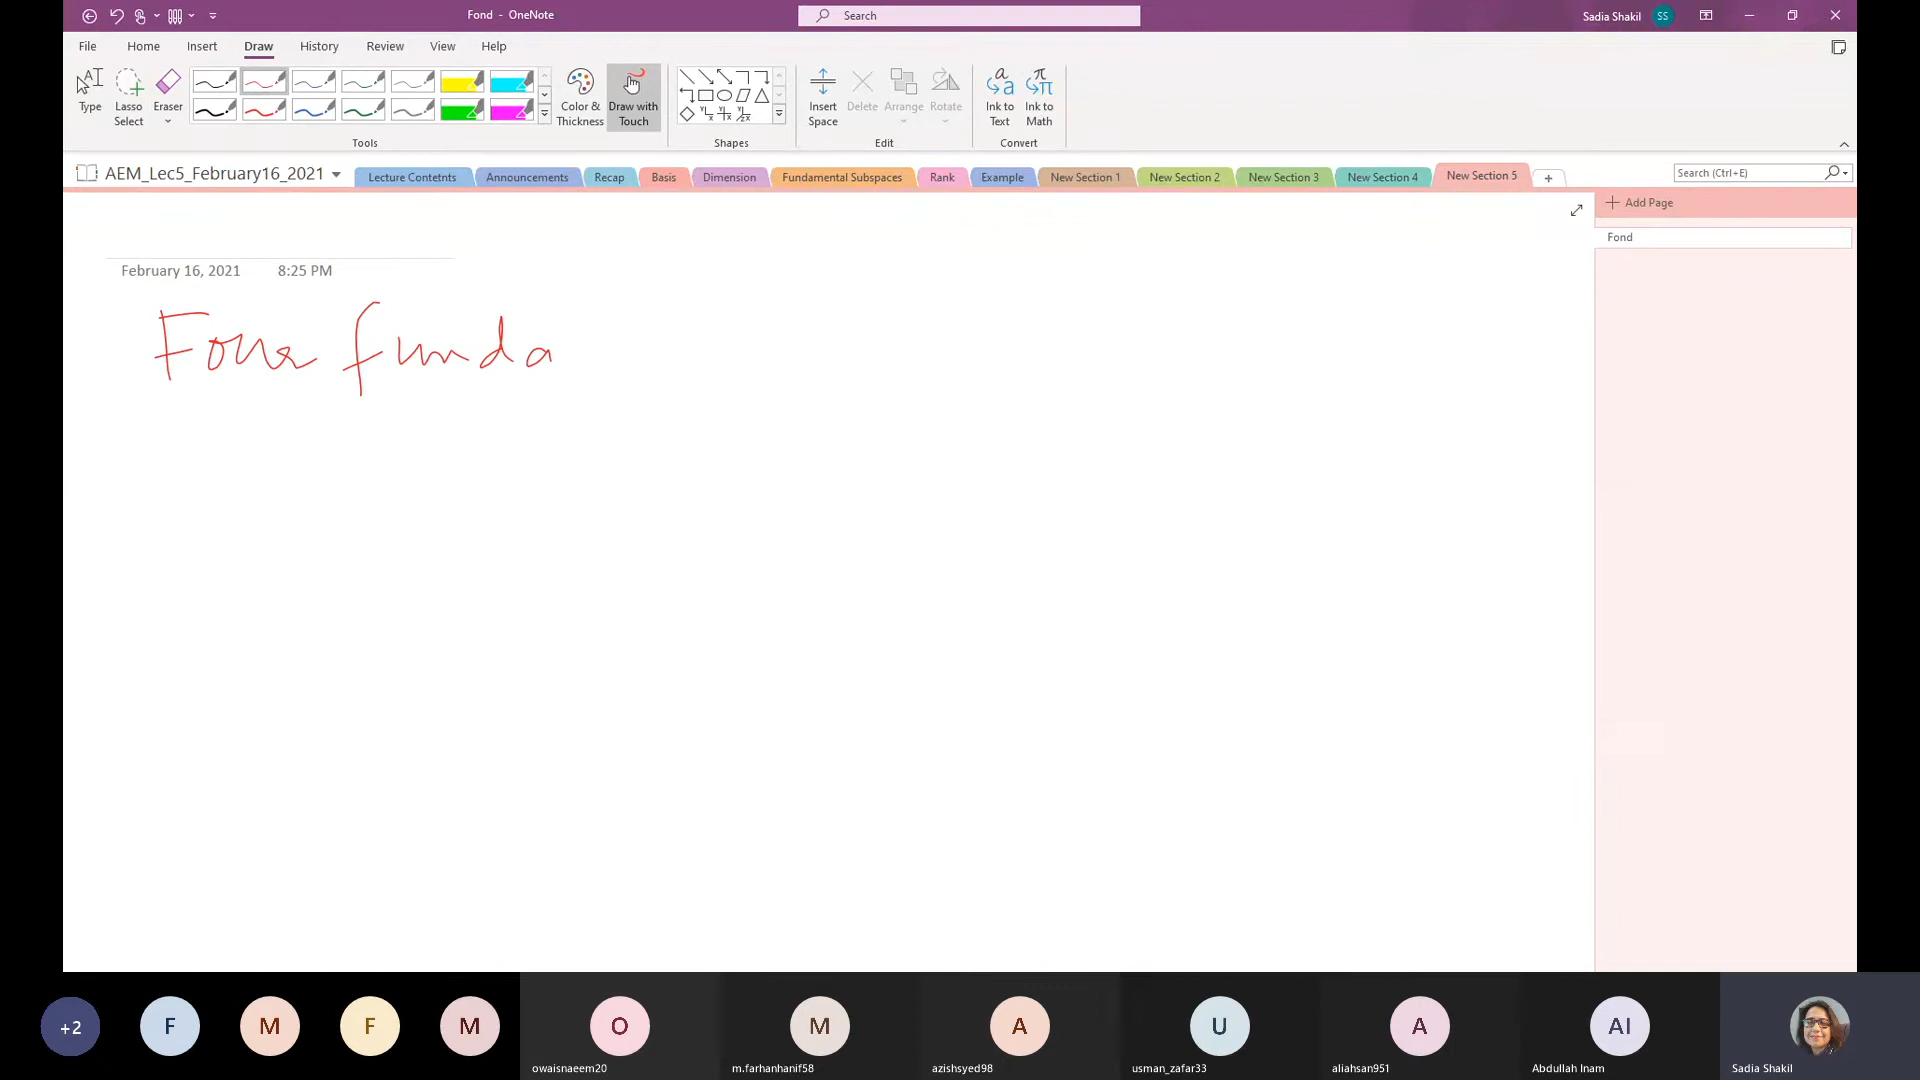 Fond - OneNote
Search
Sadia Shakil SS
File Home Insert Draw History Review View Help
Type
Lasso Select
Eraser
Color & Thickness
Draw with Touch
Insert Space
Delete
Arrange
Rotate
Ink to Text
Ink to Math
Tools Shapes Edit Convert
AEM_Lec5_February16_2021
Lecture Contetnts Announcements Recap Basis Dimension Fundamental Subspaces Rank Example New Section 1 New Section 2 New Section 3 New Section 4 New Section 5
Search (Ctrl+E)
Add Page
Fond
February 16, 2021 8:25 PM
Four funda
+2 F M F M O M A U A AI
owaisnaeem20 m.farhanhanif58 azishsyed98 usman_zafar33 aliahsan951 Abdullah Inam Sadia Shakil